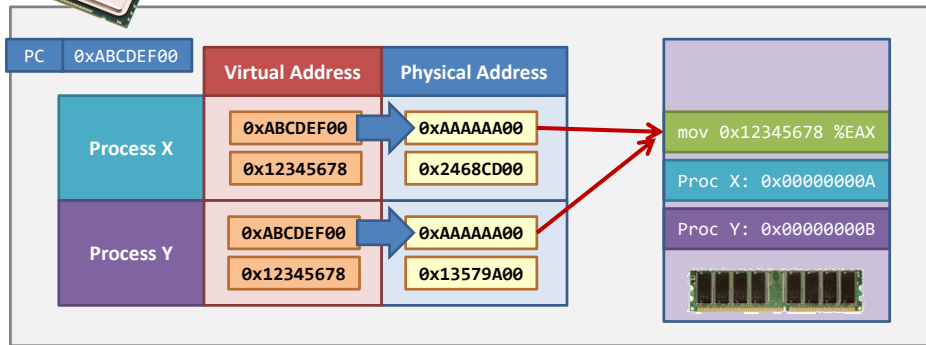 PC 0xABCDEF00
Virtual Address Physical Address
Process X
0xABCDEF00 0xAAAAAA00
0x12345678 0x2468CD00
Process Y
0xABCDEF00 0xAAAAAA00
0x12345678 0x13579A00
mov 0x12345678 %EAX
Proc X: 0x00000000A
Proc Y: 0x00000000B